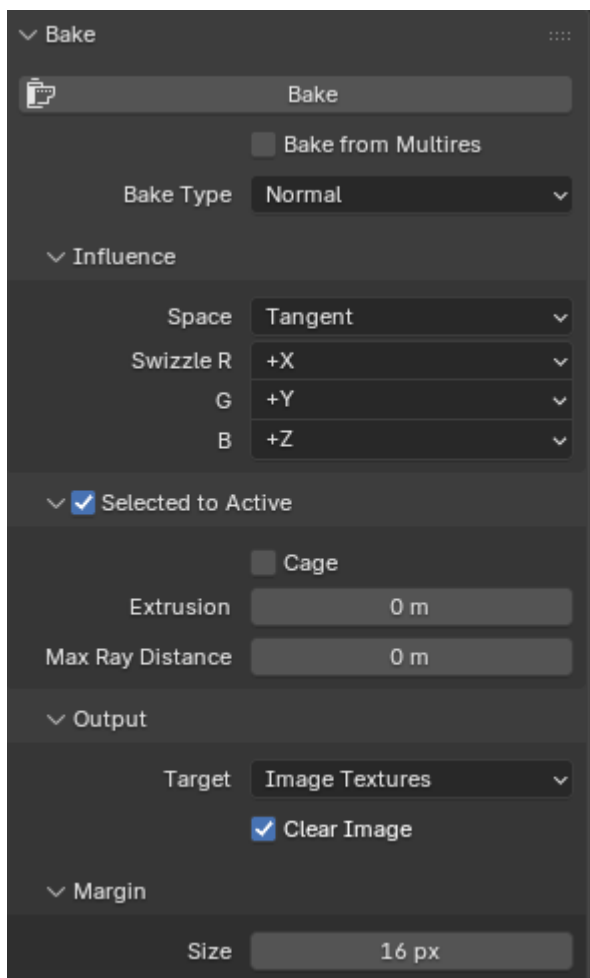 Bake
Bake
Bake from Multires
Bake Type Normal
Influence
Space Tangent
Swizzle R +X
G +Y
B +Z
Selected to Active
Cage
Extrusion 0 m
Max Ray Distance 0 m
Output
Target Image Textures
Clear Image
Margin
Size 16 px